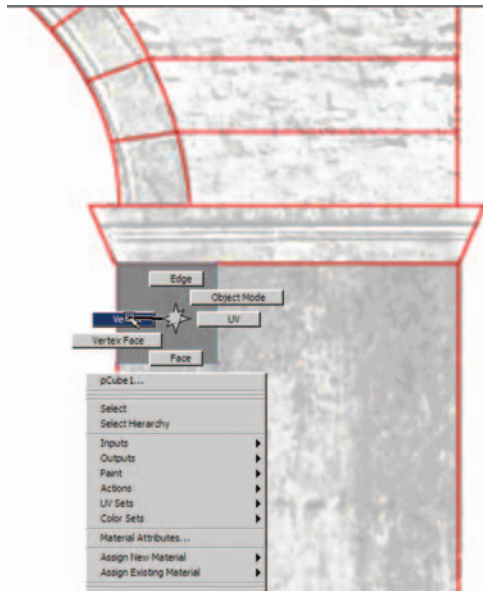 Edge
Object Mode
UV
Vertex Face
Face
pCube1...
Select
Select Hierarchy
Inputs
Outputs
Paint
Actions
UV Sets
Color Sets
Material Attributes...
Assign New Material
Assign Existing Material